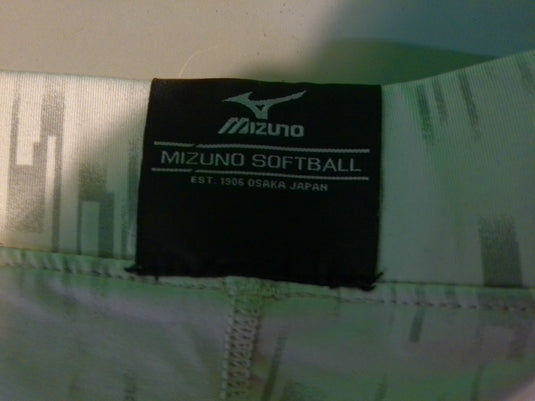 MIZUNO
MIZUNO SOFTBALL
EST. 1906 OSAKA JAPAN